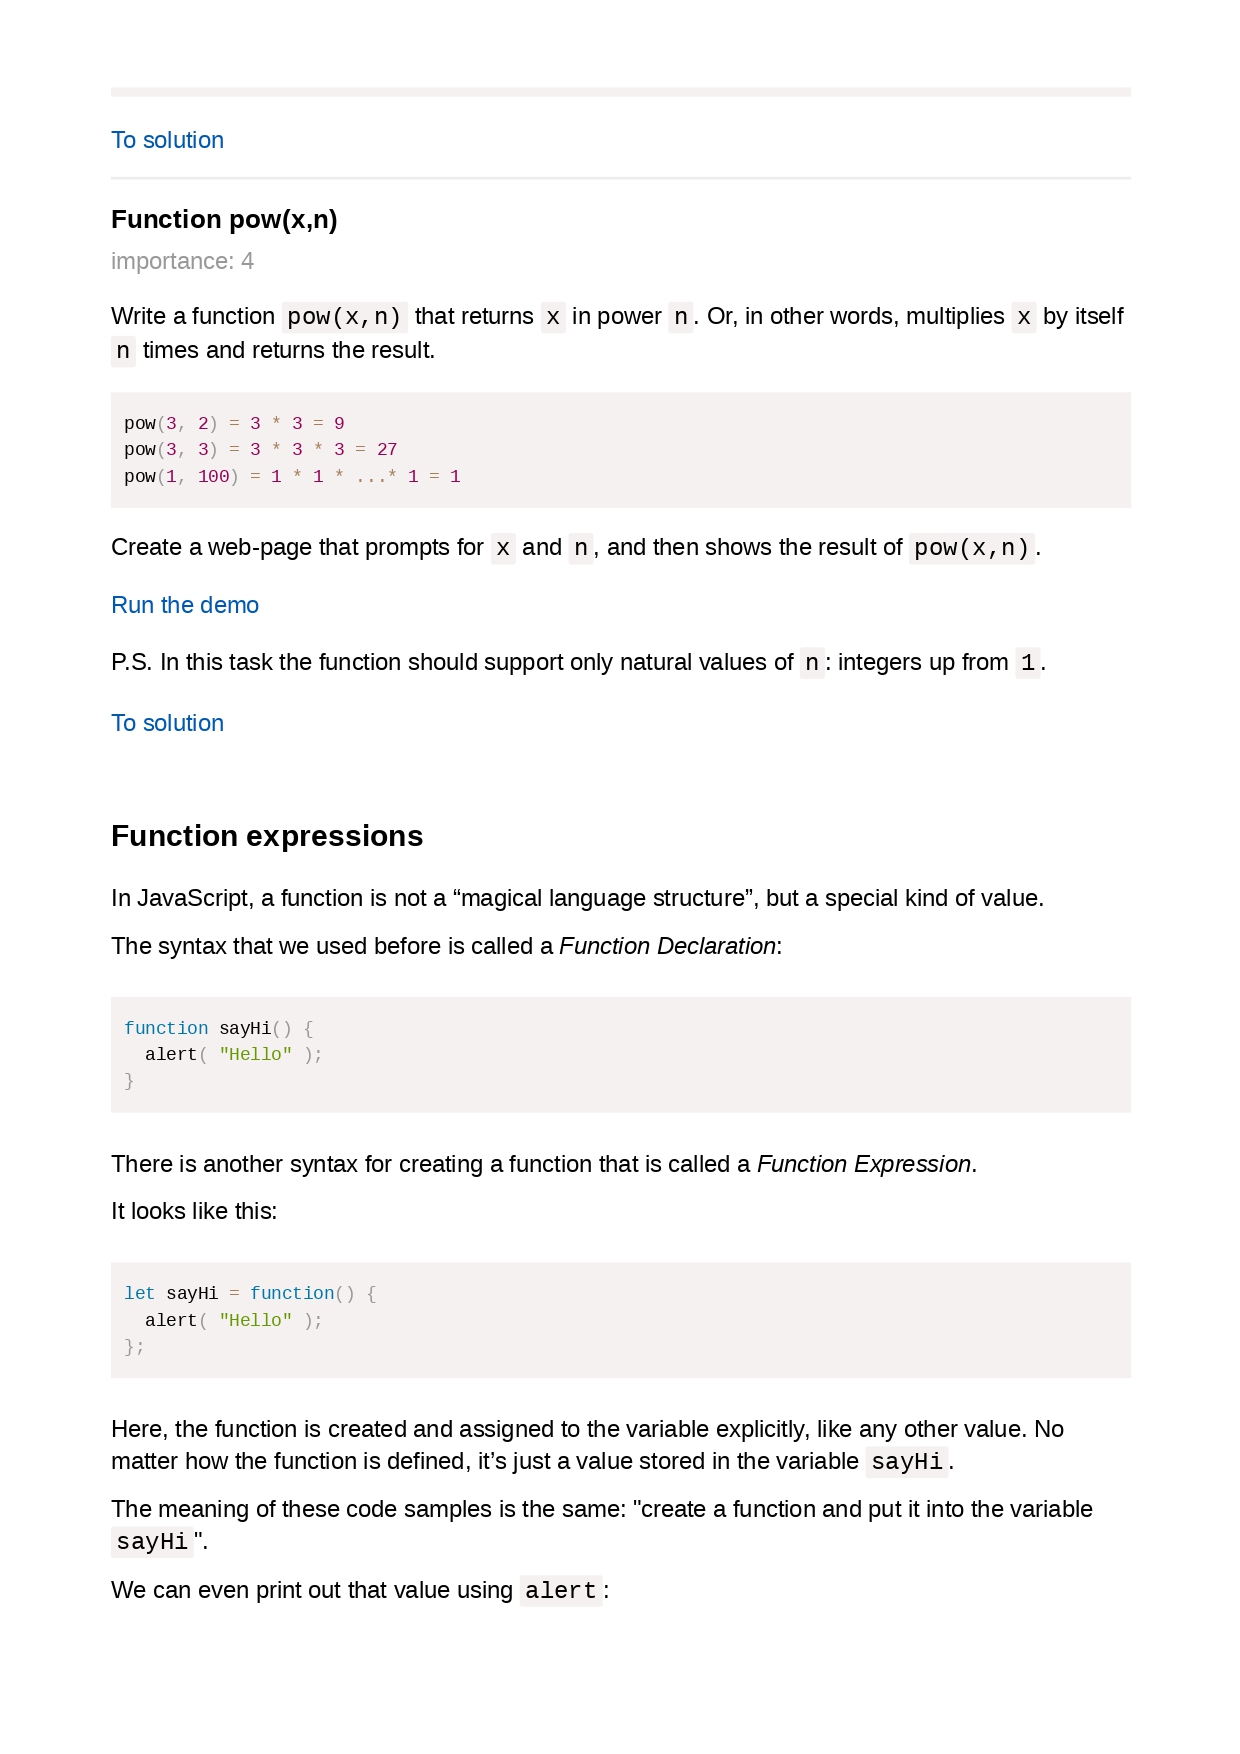 To solution
Function pow(x,n)
importance: 4
Write a function pow(x,n) that returns x in power n. Or, in other words, multiplies x by itself
n times and returns the result.
pow(3, 2) = 3 * 3 = 9
pow(3, 3) = 3 * 3 * 3 = 27
pow(1, 100) = 1 * 1 * ...* 1 = 1
Create a web-page that prompts for x and n, and then shows the result of pow(x,n).
Run the demo
P.S. In this task the function should support only natural values of n: integers up from 1.
To solution
Function expressions
In JavaScript, a function is not a “magical language structure”, but a special kind of value.
The syntax that we used before is called a Function Declaration:
function sayHi() {
  alert( "Hello" );
}
There is another syntax for creating a function that is called a Function Expression.
It looks like this:
let sayHi = function() {
  alert( "Hello" );
};
Here, the function is created and assigned to the variable explicitly, like any other value. No
matter how the function is defined, it’s just a value stored in the variable sayHi.
The meaning of these code samples is the same: "create a function and put it into the variable
sayHi".
We can even print out that value using alert: